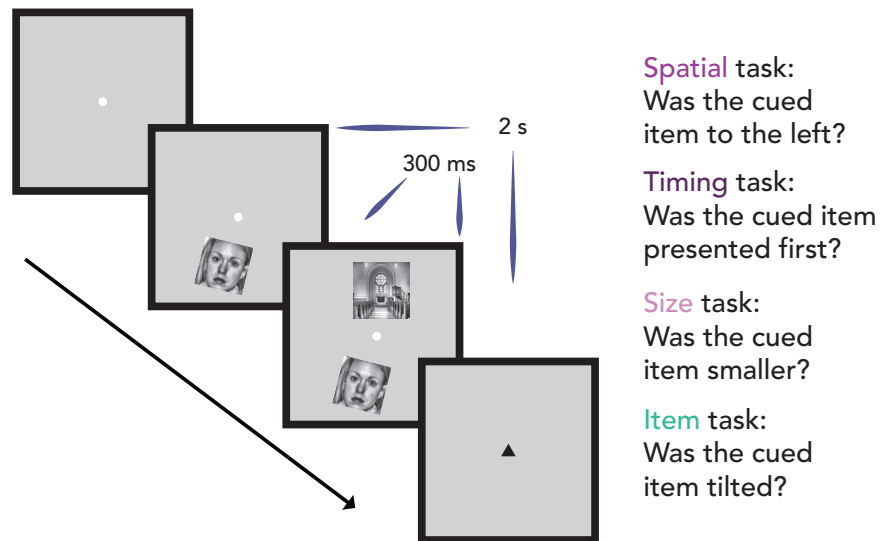 2 s
300 ms
Spatial task:
Was the cued
item to the left?
Timing task:
Was the cued item
presented first?
Size task:
Was the cued
item smaller?
Item task:
Was the cued
item tilted?